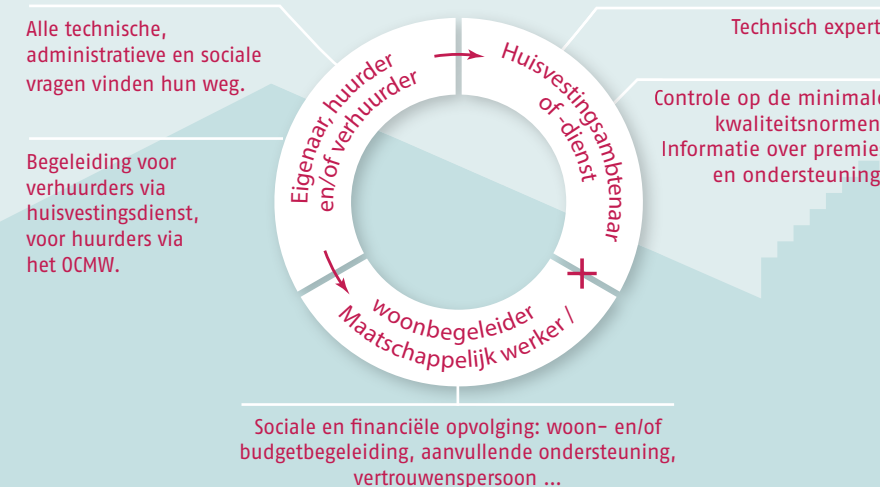 Alle technische,
administratieve en sociale
vragen vinden hun weg.
Begeleiding voor
verhuurders via
huisvestingsdienst,
voor huurders via
het OCMW.
Eigenaar, huurder
en/of verhuurder
Huisvestingsambtenaar
of -dienst
+
woonbegeleider
Maatschappelijk werker /
Technisch expert
Controle op de minimale
kwaliteitsnormen
Informatie over premie
en ondersteuning
Sociale en financiële opvolging: woon- en/of
budgetbegeleiding, aanvullende ondersteuning,
vertrouwenspersoon ...